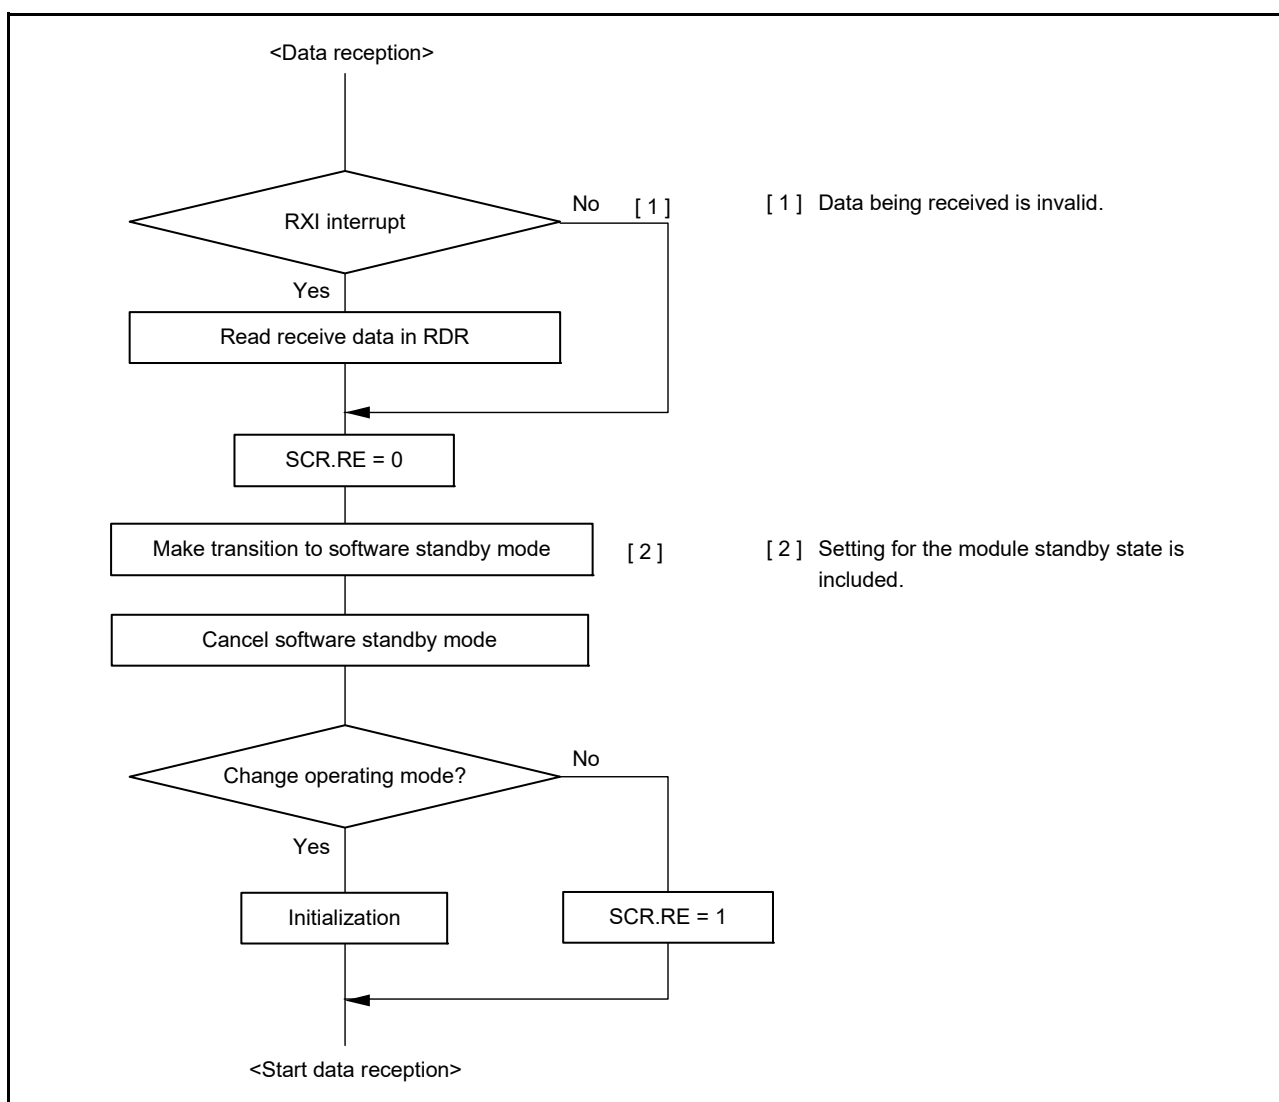 <Data reception>
No [ 1 ]
[ 1 ] Data being received is invalid.
RXI interrupt
Yes
Read receive data in RDR
SCR.RE = 0
Make transition to software standby mode [ 2 ]
[ 2 ] Setting for the module standby state is
included.
Cancel software standby mode
No
Change operating mode?
Yes
Initialization
SCR.RE = 1
<Start data reception>